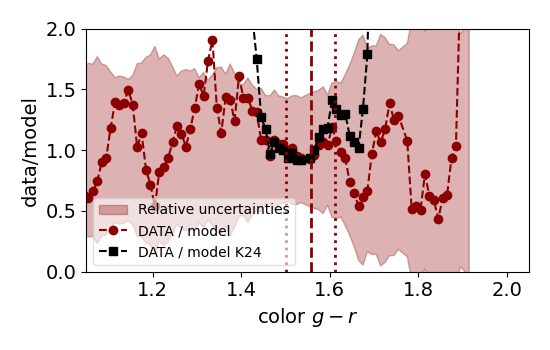 2.0
1.5
1.0
0.5
0.0
data/model
Relative uncertainties
DATA / model
DATA / model K24
1.2 1.4 1.6 1.8 2.0
color g − r